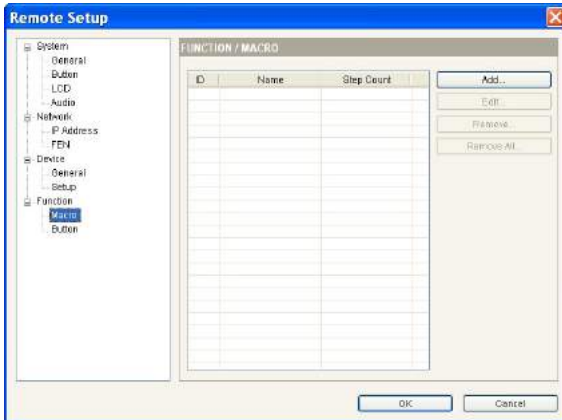 Remote Setup
System
General
Button
LCD
Audio
Network
IP Address
FEN
Device
General
Setup
Function
Macro
Button
FUNCTION / MACRO
ID Name Step Count
Add...
Edit...
Remove...
Remove All...
OK Cancel